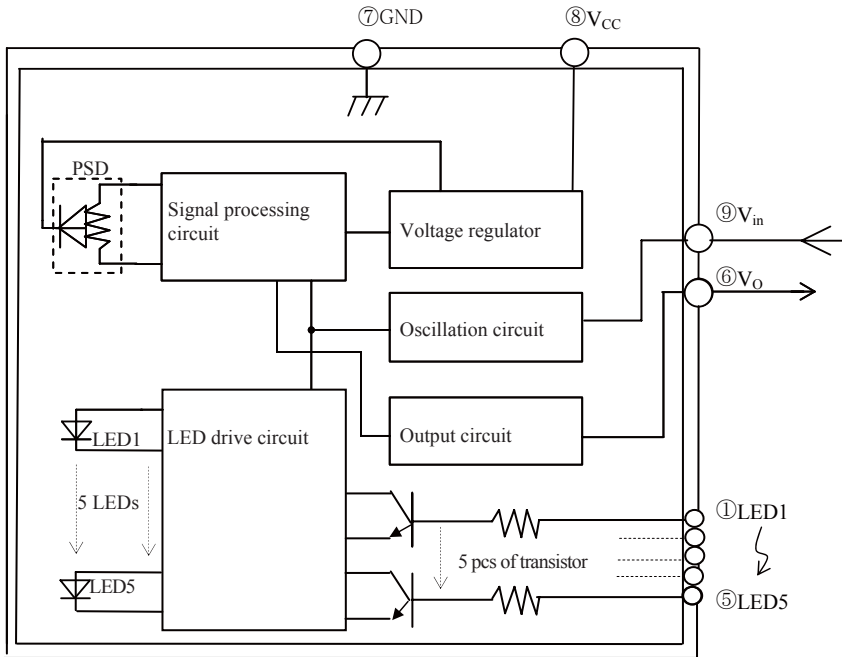 ⑦GND
⑧VCC
PSD
Signal processing
circuit
Voltage regulator
⑨Vin
⑥VO
Oscillation circuit
LED1
LED drive circuit
Output circuit
5 LEDs
①LED1
5 pcs of transistor
LED5
⑤LED5